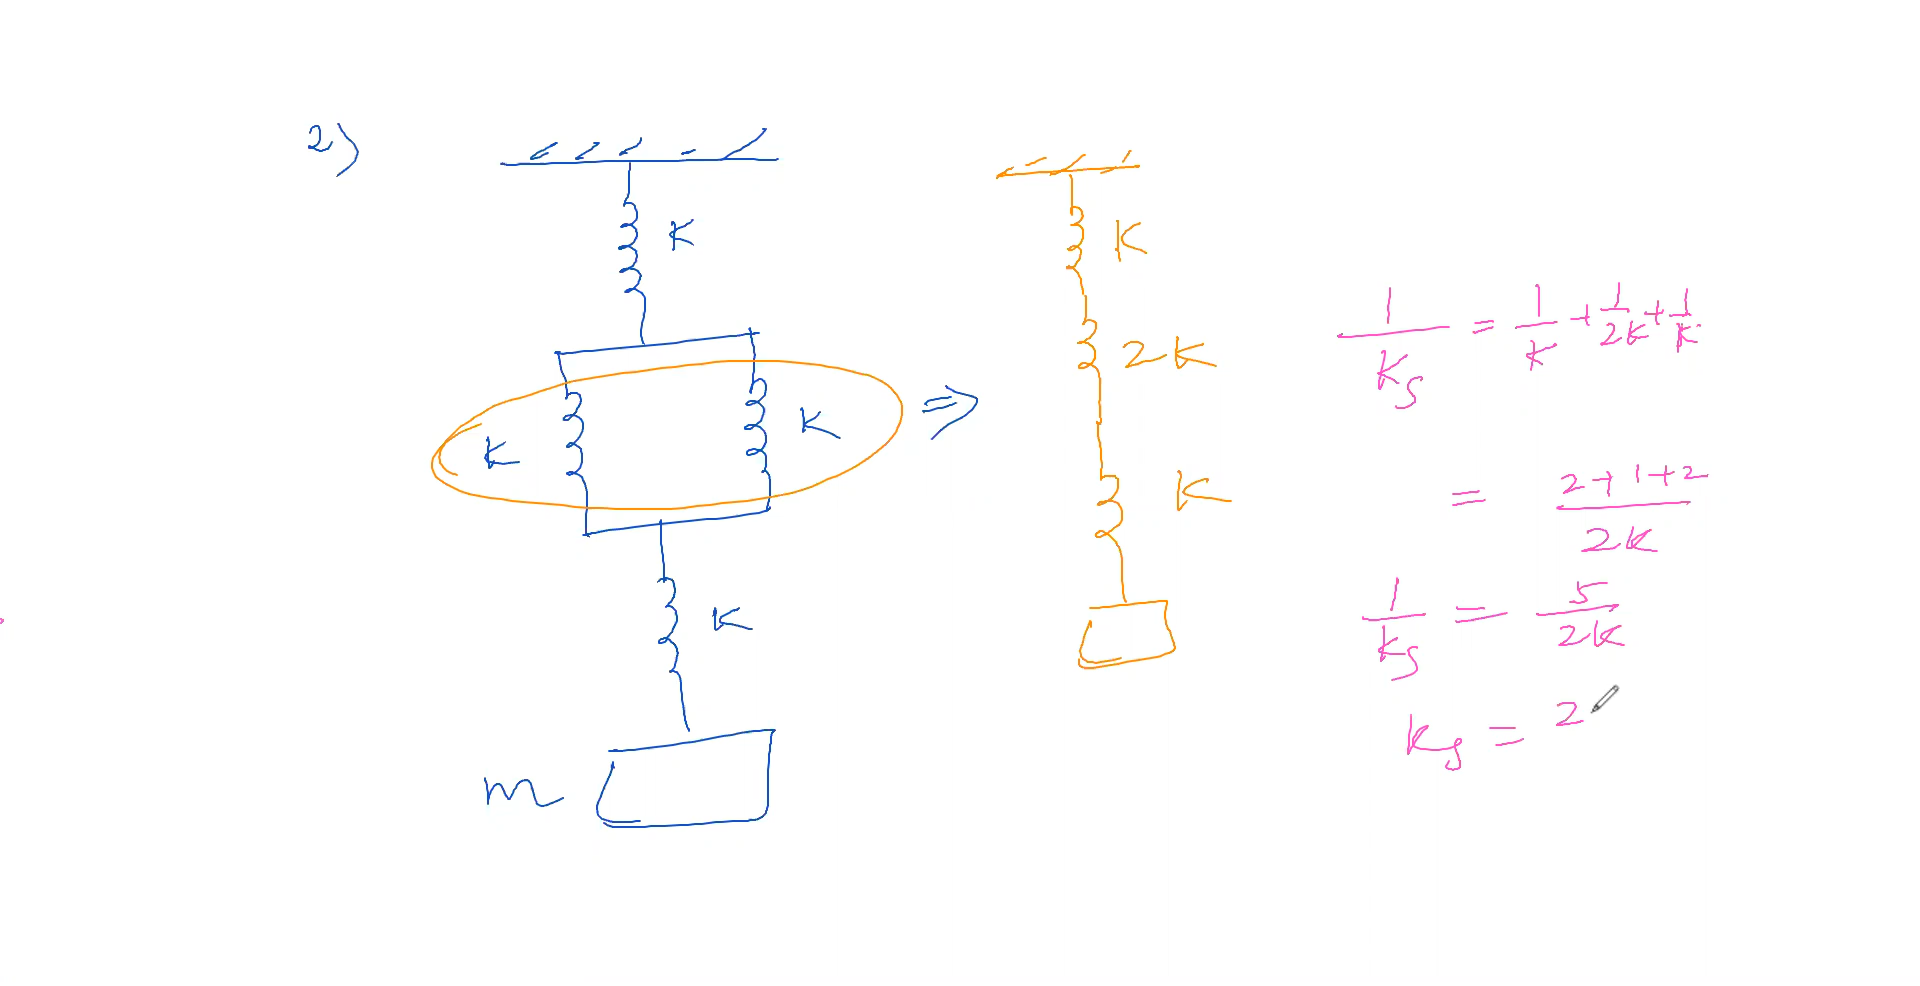 2)
K
K
K
K
m
⇒
K
2K
K
1/Ks = 1/K + 1/2K + 1/K
= 2+1+2/2K
1/Ks = 5/2K
Ks = 2